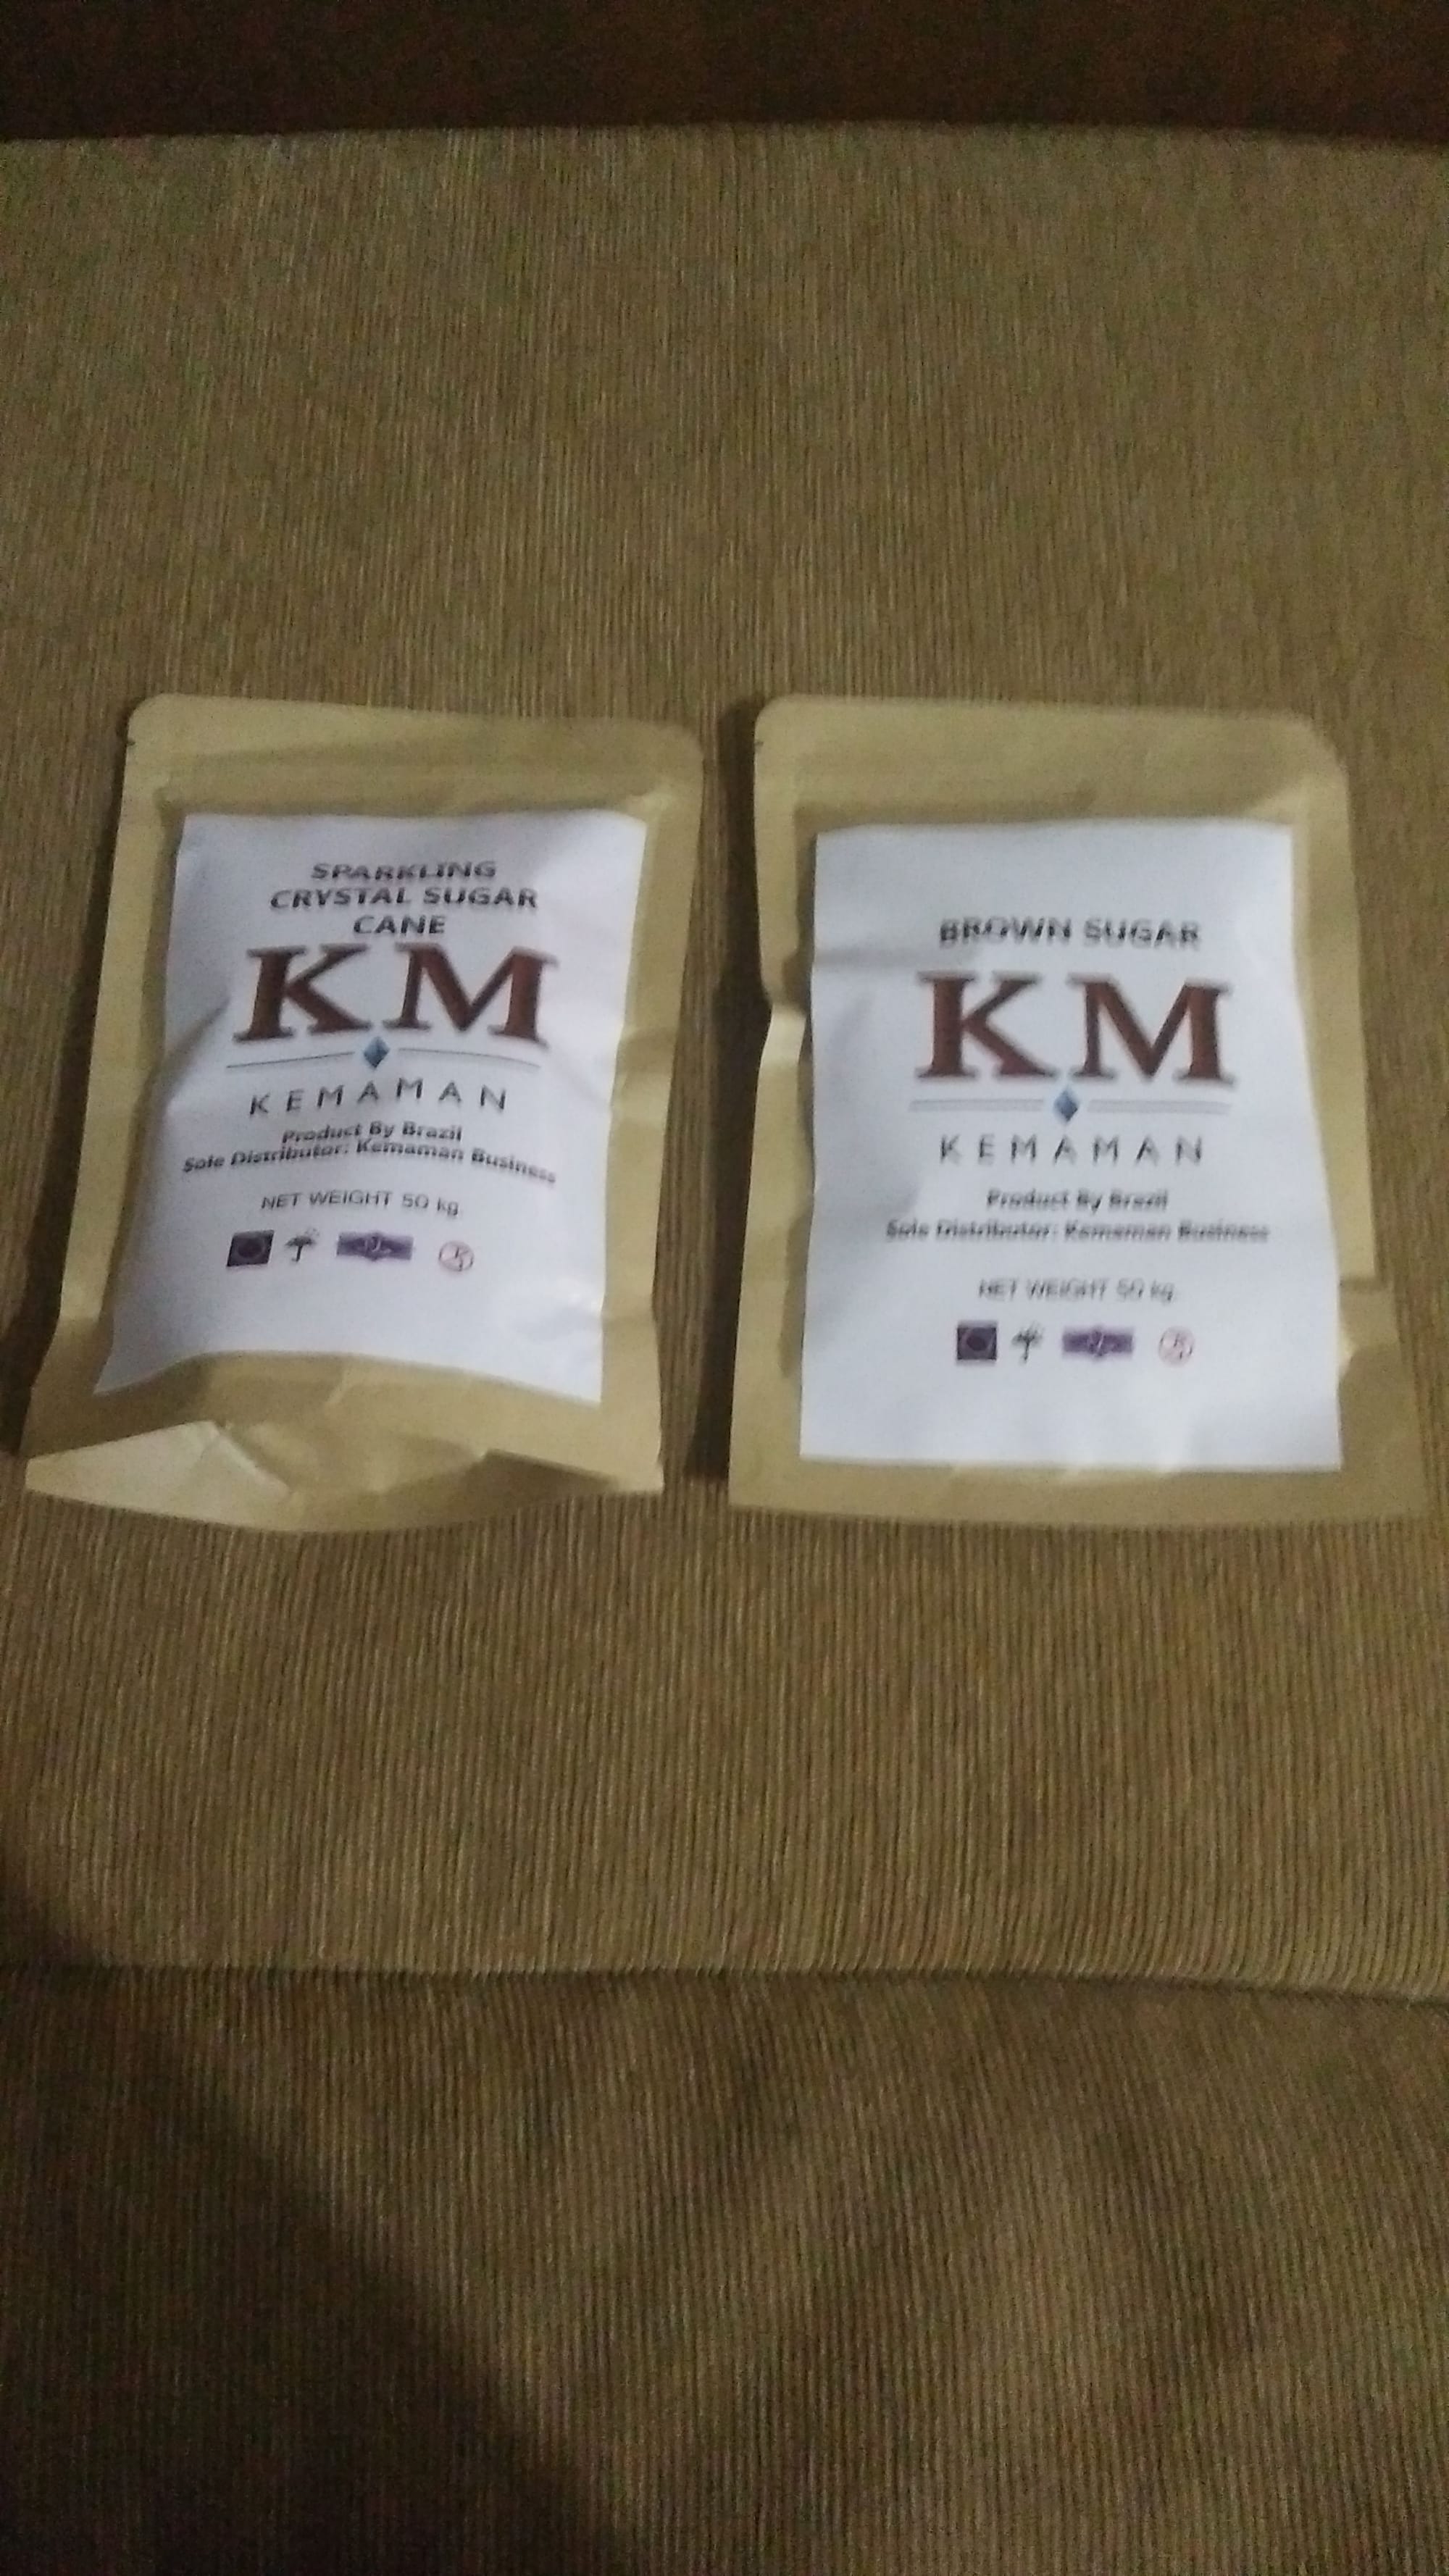 SPARKLING
CRYSTAL SUGAR
CANE
KM
KEMAMAN
Product By Brazil
Sole Distributor: Kemaman Business
NET WEIGHT 50 kg.
BROWN SUGAR
KM
KEMAMAN
Product By Brazil
Sole Distributor: Kemaman Business
NET WEIGHT 50 kg.